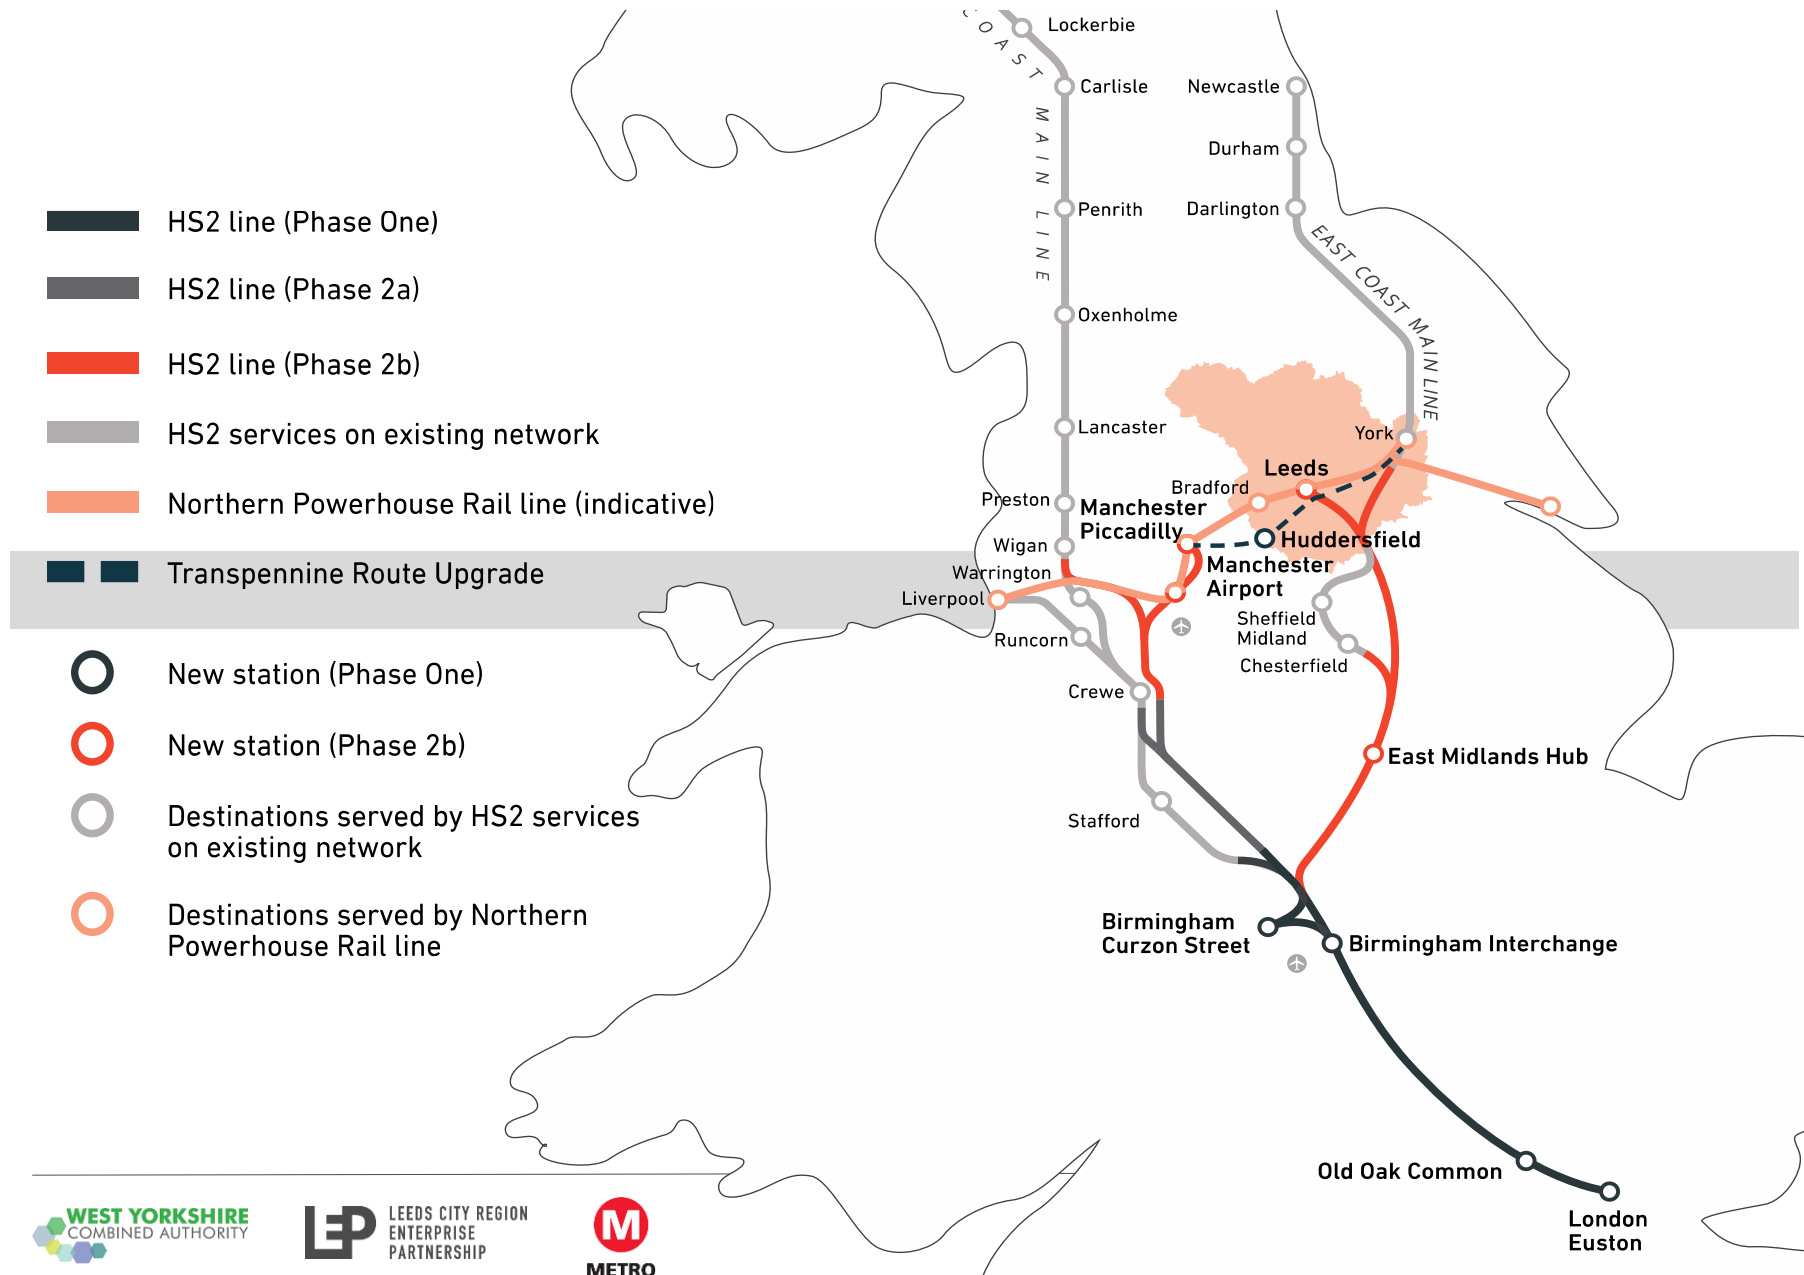 COAST MAIN LINE
Lockerbie
Carlisle
Newcastle
Durham
Penrith
Darlington
EAST COAST MAIN LINE
Oxenholme
Lancaster
York
Leeds
Bradford
Preston
Manchester
Piccadilly
Wigan
Huddersfield
Warrington
Manchester
Airport
Liverpool
Runcorn
Sheffield
Midland
Chesterfield
Crewe
East Midlands Hub
Stafford
Birmingham
Curzon Street
Birmingham Interchange
Old Oak Common
London
Euston
HS2 line (Phase One)
HS2 line (Phase 2a)
HS2 line (Phase 2b)
HS2 services on existing network
Northern Powerhouse Rail line (indicative)
Transpennine Route Upgrade
New station (Phase One)
New station (Phase 2b)
Destinations served by HS2 services
on existing network
Destinations served by Northern
Powerhouse Rail line
WEST YORKSHIRE
COMBINED AUTHORITY
LEP
LEEDS CITY REGION
ENTERPRISE
PARTNERSHIP
M
METRO